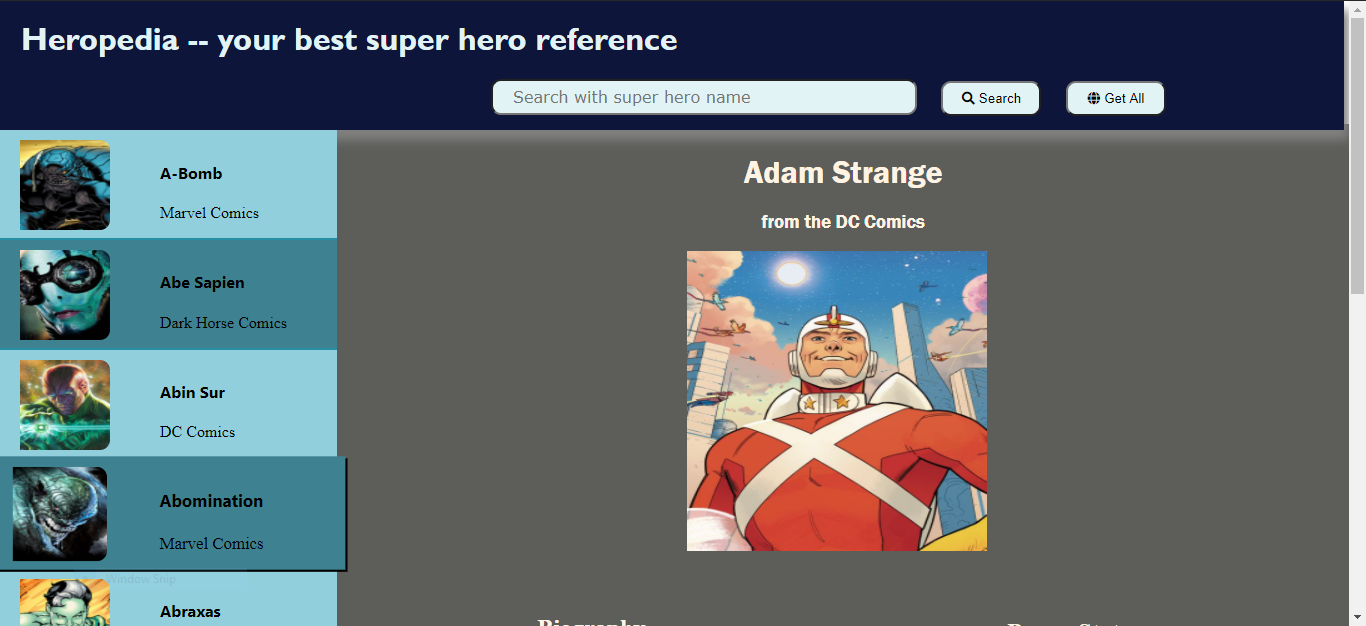 Heropedia -- your best super hero reference
Search with super hero name
Search
Get All
A-Bomb
Marvel Comics
Abe Sapien
Dark Horse Comics
Abin Sur
DC Comics
Abomination
Marvel Comics
Window Snip
Abraxas
Adam Strange
from the DC Comics
Biography